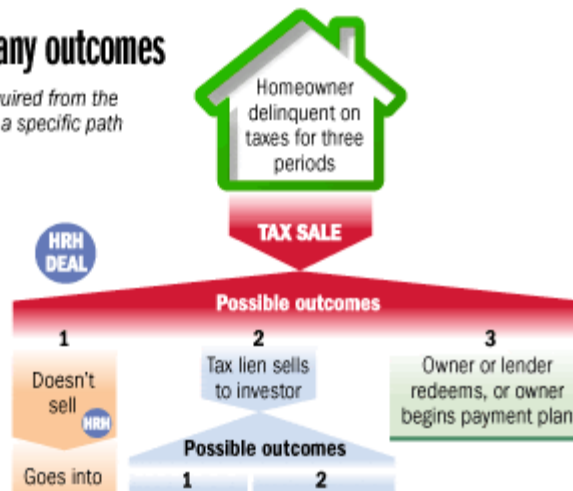 any outcomes
quired from the
a specific path
Homeowner
delinquent on
taxes for three
periods
TAX SALE
HRH
DEAL
Possible outcomes
1
Doesn't
sell
HRH
Goes into
2
Tax lien sells
to investor
Possible outcomes
1
2
3
Owner or lender
redeems, or owner
begins payment plan